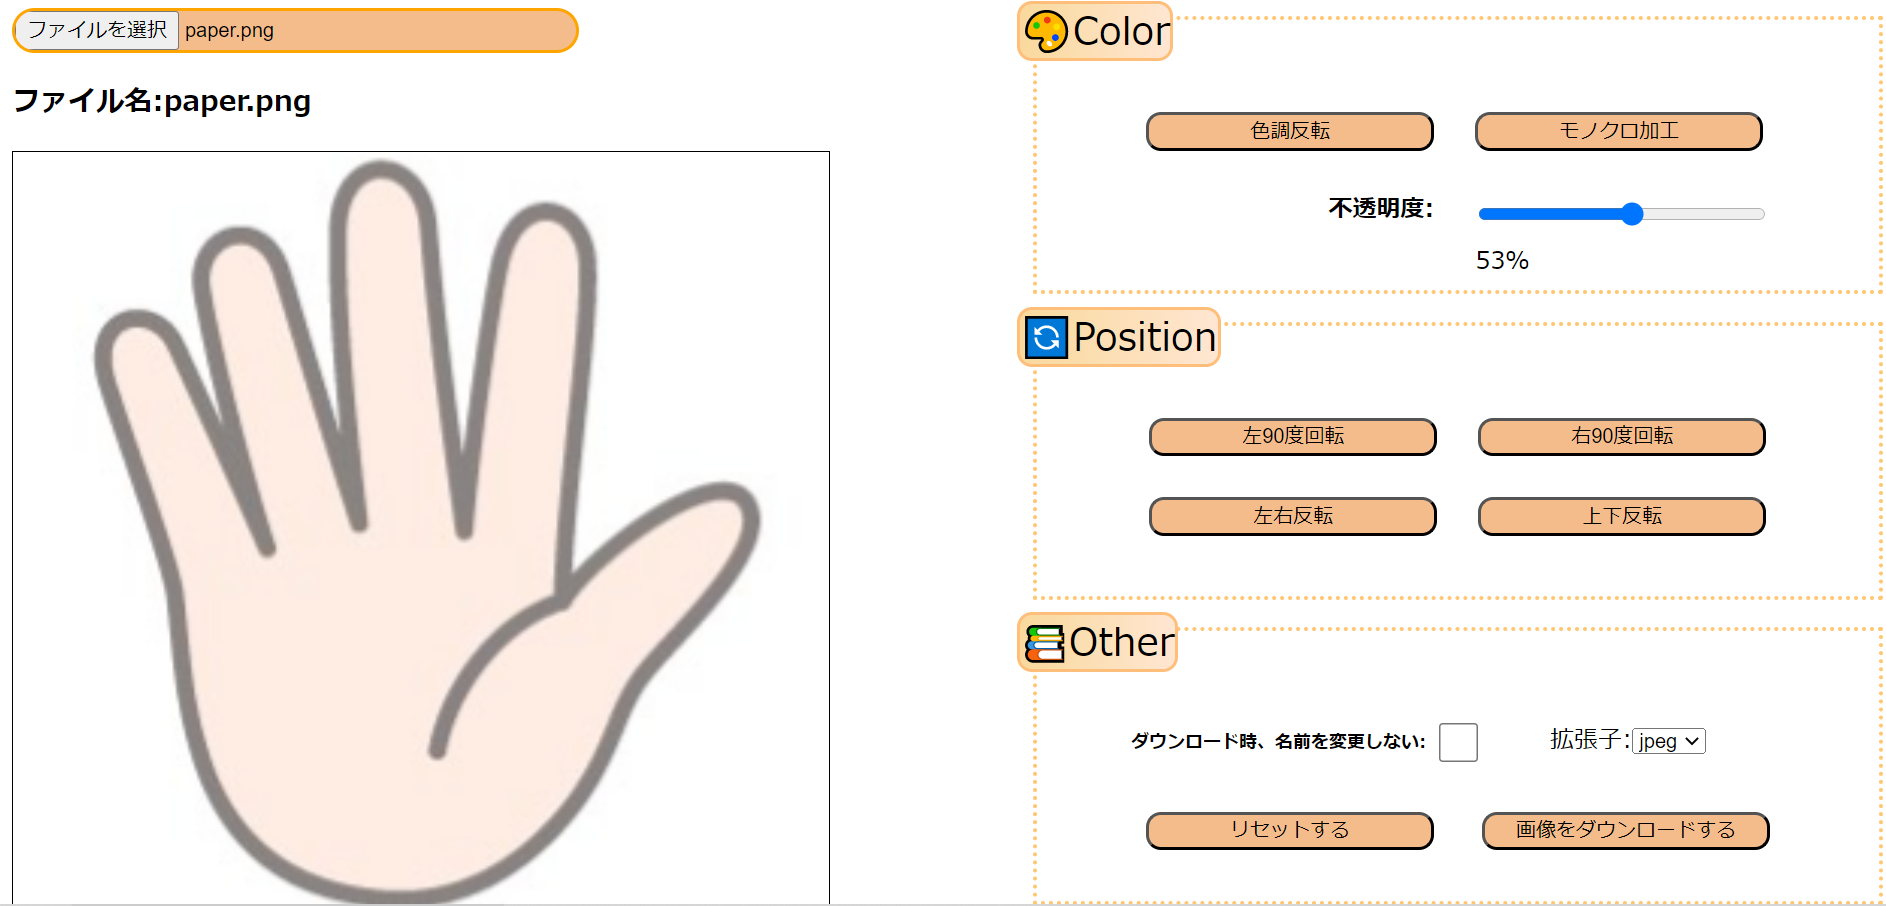 ファイルを選択 paper.png
ファイル名:paper.png
Color
色調反転 モノクロ加工
不透明度:
53%
Position
左90度回転 右90度回転
左右反転 上下反転
Other
ダウンロード時、名前を変更しない: 拡張子:jpeg
リセットする 画像をダウンロードする